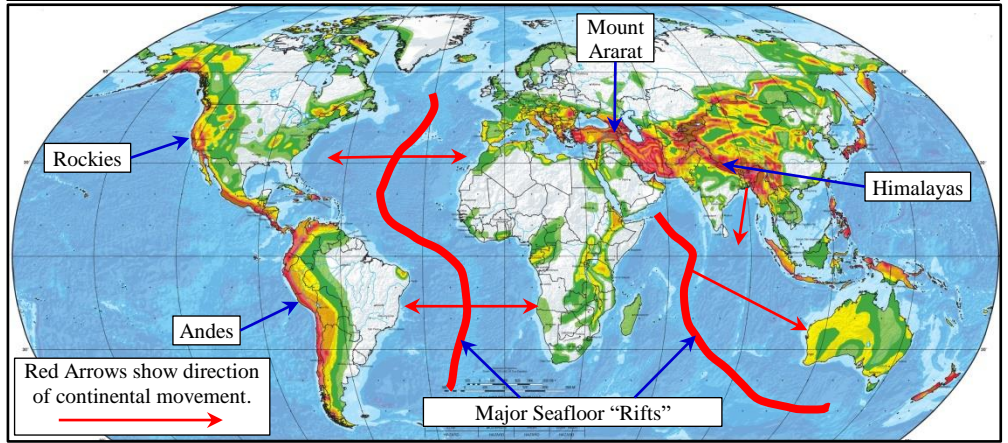 Mount
Ararat
Rockies
Himalayas
Andes
Red Arrows show direction
of continental movement.
Major Seafloor “Rifts”